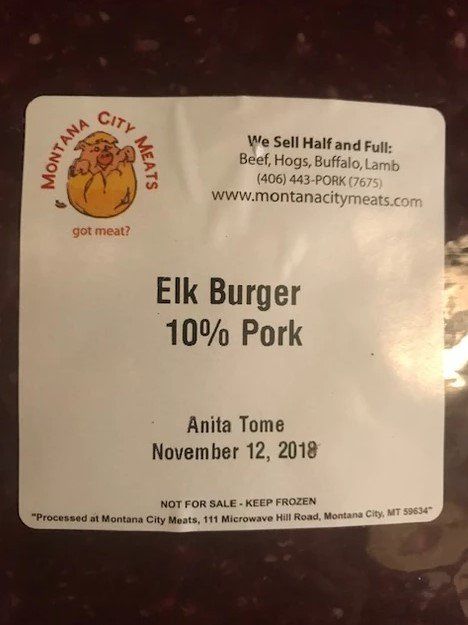 MONTANA CITY MEATS
got meat?
We Sell Half and Full:
Beef, Hogs, Buffalo, Lamb
(406) 443-PORK (7675)
www.montanacitymeats.com
Elk Burger
10% Pork
Anita Tome
November 12, 2018
NOT FOR SALE - KEEP FROZEN
"Processed at Montana City Meats, 111 Microwave Hill Road, Montana City, MT 59634"